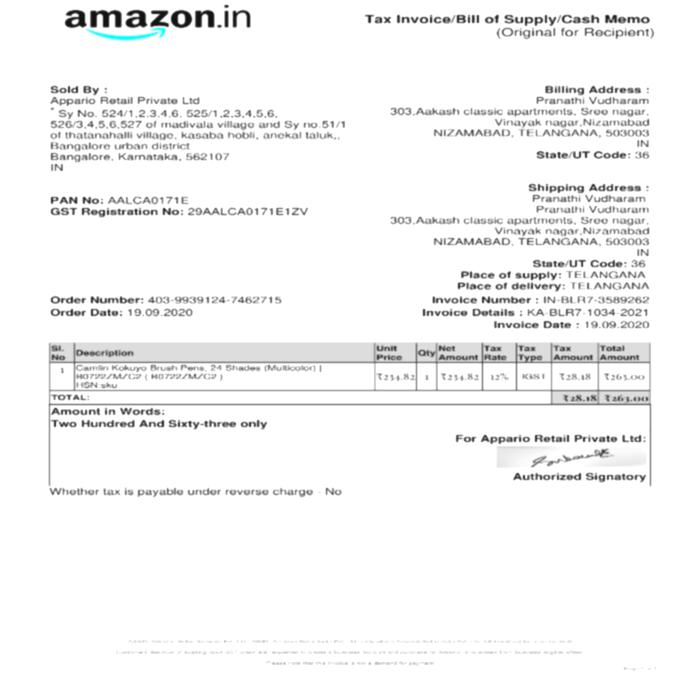 amazon.in
Tax Invoice/Bill of Supply/Cash Memo
(Original for Recipient)
Sold By :
Appario Retail Private Ltd
* Sy No. 524/1,2,3,4,6, 525/1,2,3,4,5,6,
526/3,4,5,6,527 of madivala village and Sy no.51/1
of thatanahalli village, kasaba hobli, anekal taluk,,
Bangalore urban district
Bangalore, Karnataka, 562107
IN
Billing Address :
Pranathi Vudharam
303,Aakash classic apartments, Sree nagar,
Vinayak nagar,Nizamabad
NIZAMABAD, TELANGANA, 503003
IN
State/UT Code: 36
PAN No: AALCA0171E
GST Registration No: 29AALCA0171E1ZV
Shipping Address :
Pranathi Vudharam
Pranathi Vudharam
303,Aakash classic apartments, Sree nagar,
Vinayak nagar,Nizamabad
NIZAMABAD, TELANGANA, 503003
IN
State/UT Code: 36
Place of supply: TELANGANA
Place of delivery: TELANGANA
Order Number: 403-9939124-7462715
Order Date: 19.09.2020
Invoice Number : IN-BLR7-3589262
Invoice Details : KA-BLR7-1034-2021
Invoice Date : 19.09.2020
Sl. No Description Unit Price Qty Net Amount Tax Rate Tax Type Tax Amount Total Amount
1 Camlin Kokuyo Brush Pens, 24 Shades (Multicolor) | ₹234.82 1 ₹234.82 12% IGST ₹28.18 ₹263.00
HSN:sku
TOTAL: ₹28.18 ₹263.00
Amount in Words:
Two Hundred And Sixty-three only
For Appario Retail Private Ltd:
Authorized Signatory
Whether tax is payable under reverse charge - No
Please note that this invoice is not a demand for payment